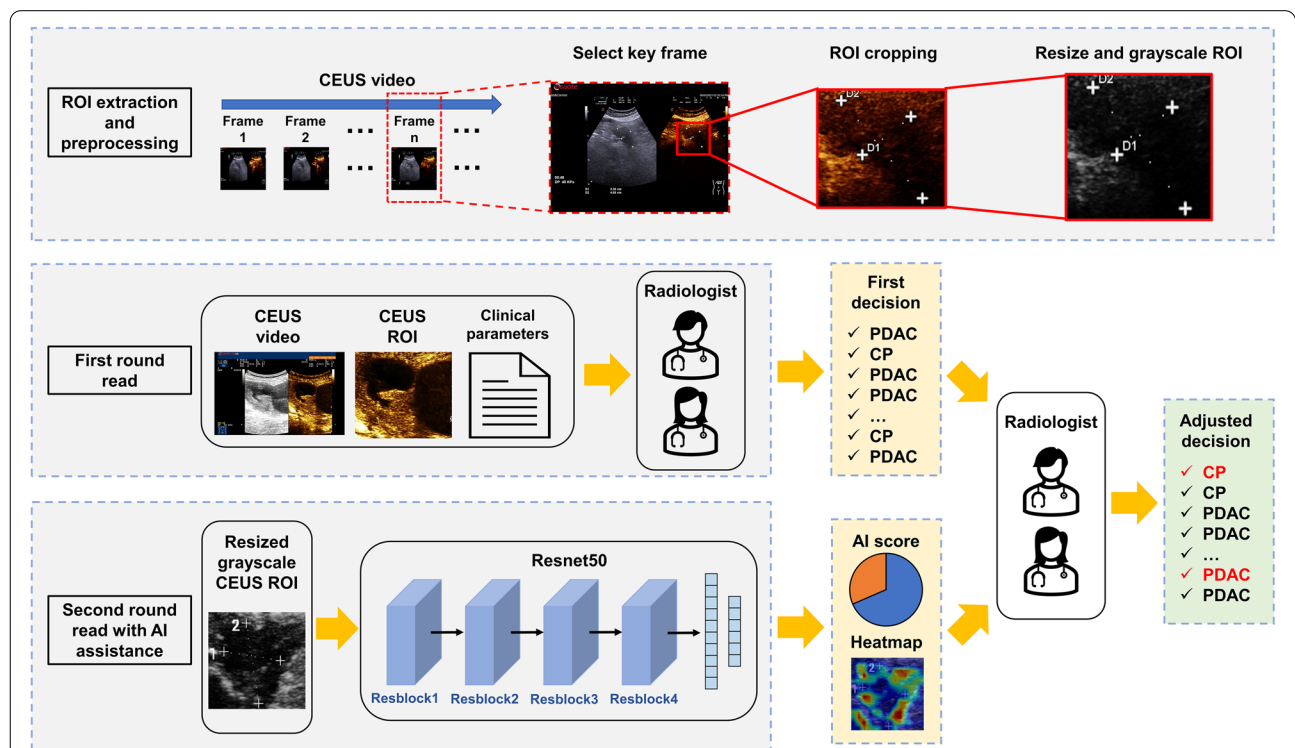 ROI extraction
and
preprocessing
CEUS video
Frame
1
Frame
2
...
Frame
n
...
...
...
Select key frame
esaote
ROI cropping
D2
D1
Resize and grayscale ROI
D2
D1
First round
read
CEUS
video
CEUS
ROI
Clinical
parameters
Radiologist
First
decision
✓ PDAC
✓ CP
✓ PDAC
✓ PDAC
✓ ...
✓ CP
✓ PDAC
Radiologist
Adjusted
decision
✓ CP
✓ CP
✓ PDAC
✓ PDAC
✓ ...
✓ PDAC
✓ PDAC
Second round
read with AI
assistance
Resized
grayscale
CEUS ROI
2
1
Resnet50
Resblock1
Resblock2
Resblock3
Resblock4
AI score
Heatmap
2